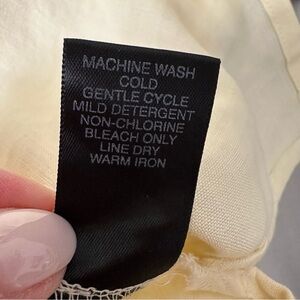 MACHINE WASH
COLD
GENTLE CYCLE
MILD DETERGENT
NON-CHLORINE
BLEACH ONLY
LINE DRY
WARM IRON